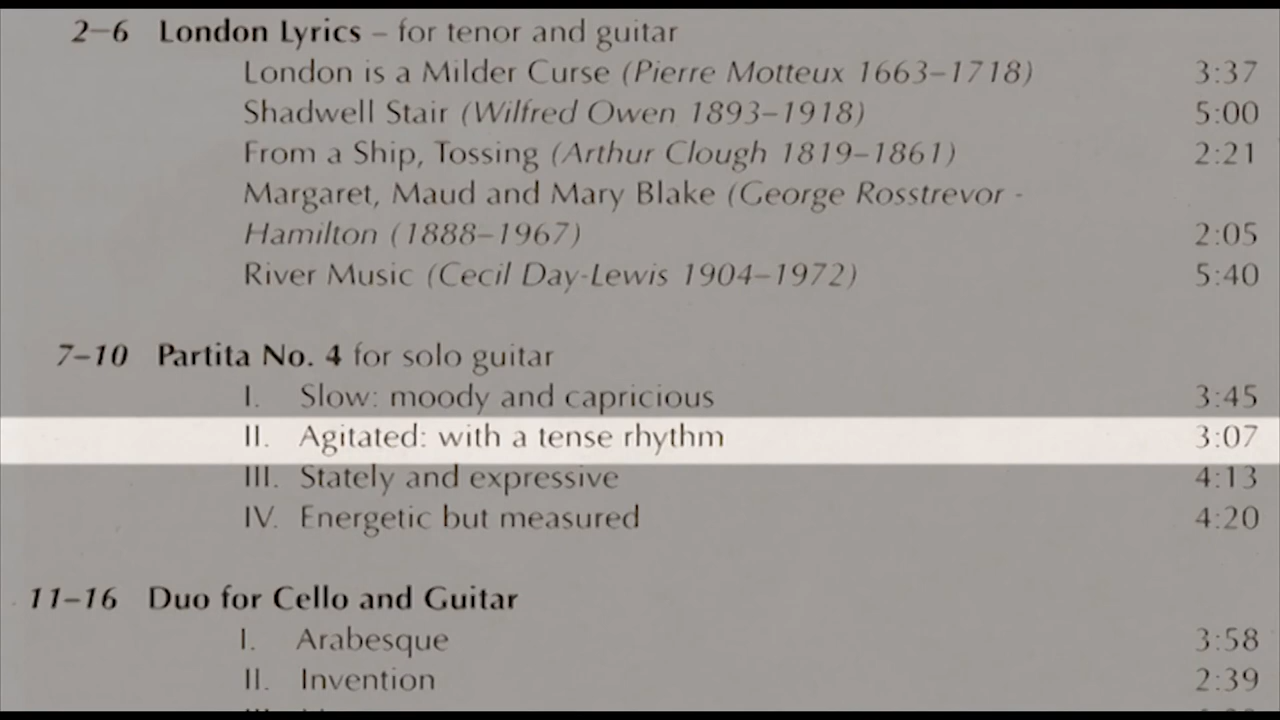 2–6 London Lyrics – for tenor and guitar
London is a Milder Curse (Pierre Motteux 1663–1718) 3:37
Shadwell Stair (Wilfred Owen 1893–1918) 5:00
From a Ship, Tossing (Arthur Clough 1819–1861) 2:21
Margaret, Maud and Mary Blake (George Rosstrevor -
Hamilton (1888–1967) 2:05
River Music (Cecil Day-Lewis 1904–1972) 5:40
7–10 Partita No. 4 for solo guitar
I. Slow: moody and capricious 3:45
II. Agitated: with a tense rhythm 3:07
III. Stately and expressive 4:13
IV. Energetic but measured 4:20
11–16 Duo for Cello and Guitar
I. Arabesque 3:58
II. Invention 2:39